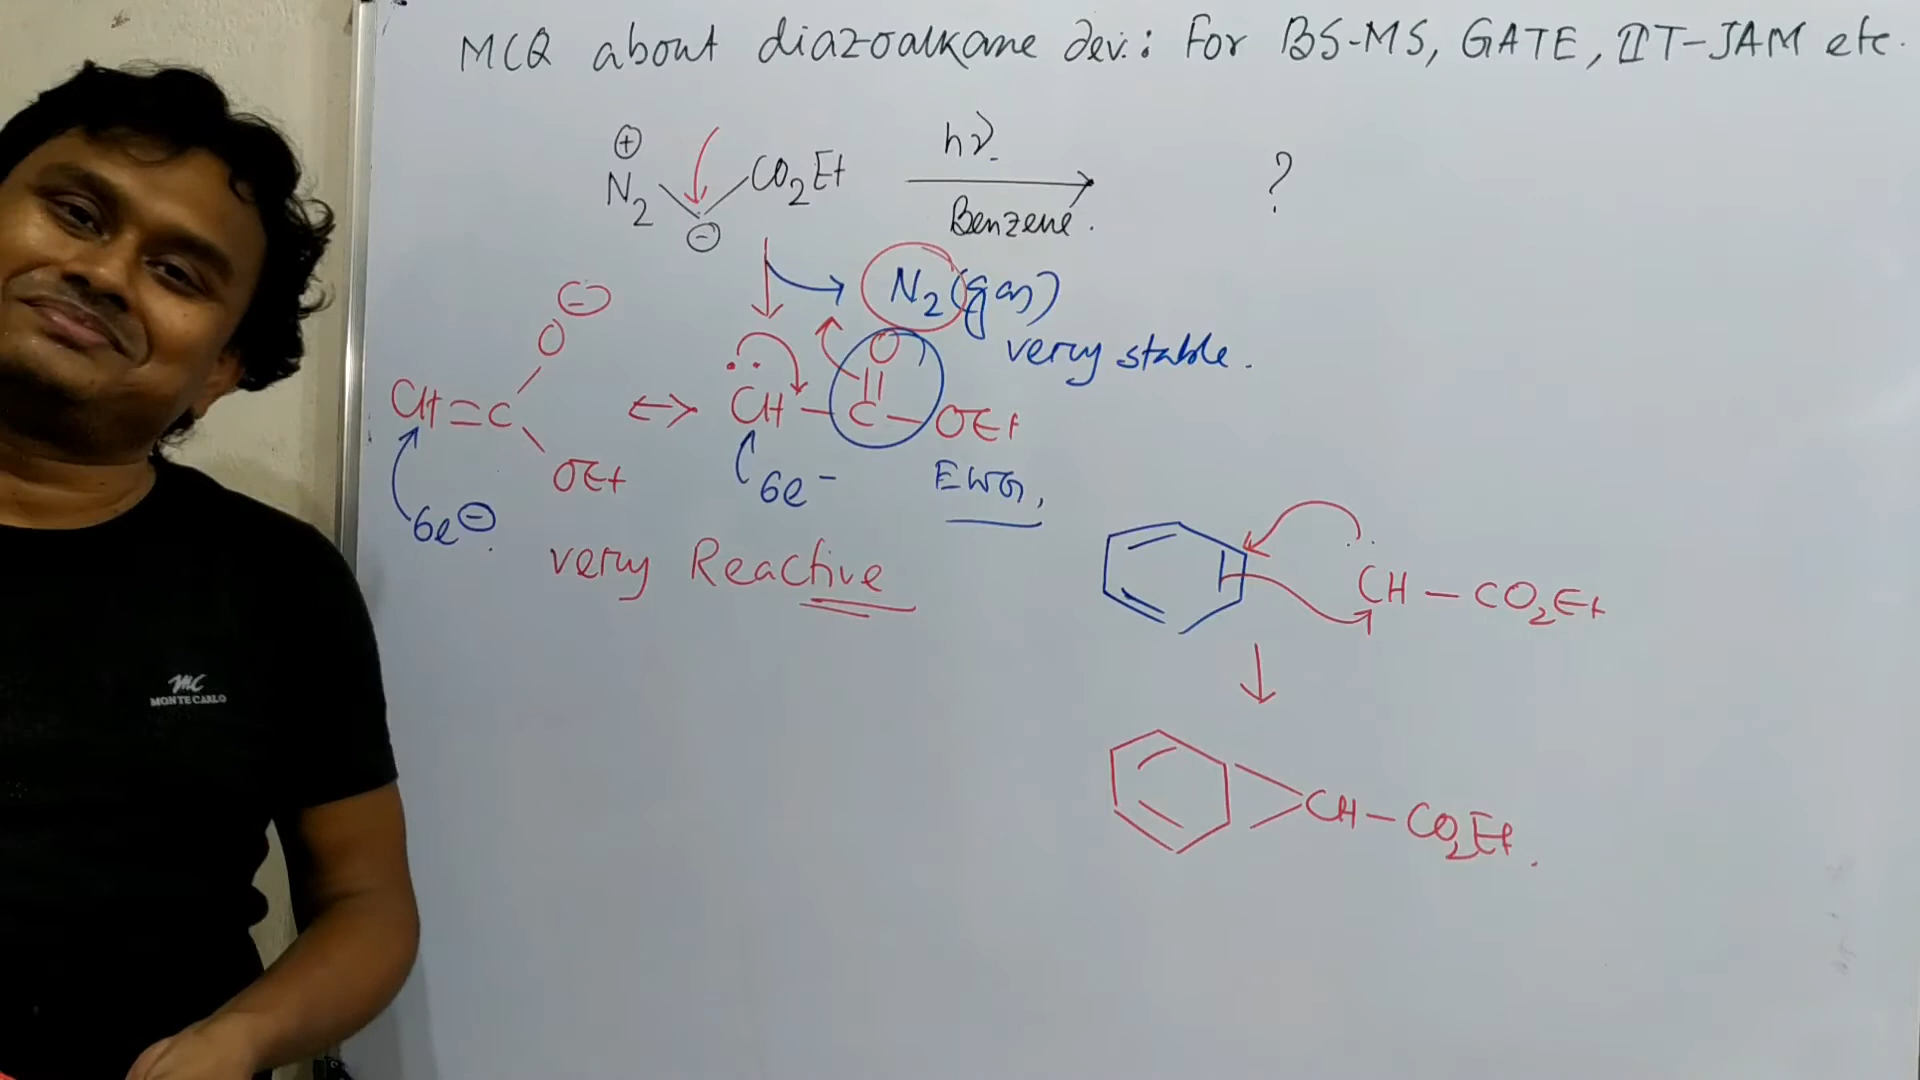 MCQ about diazoalkane dev.: For BS-MS, GATE, IIT-JAM etc.
⊕
N2 CO2Et hν ?
⊖ Benzene.
N2 (gas)
very stable.
⊖
O O
CH=C ↔ CH — C — OEt
OEt 6e- EWG,
6e⊖.
very Reactive
CH — CO2Et
CH — CO2Et.
MC
MONTE CARLO